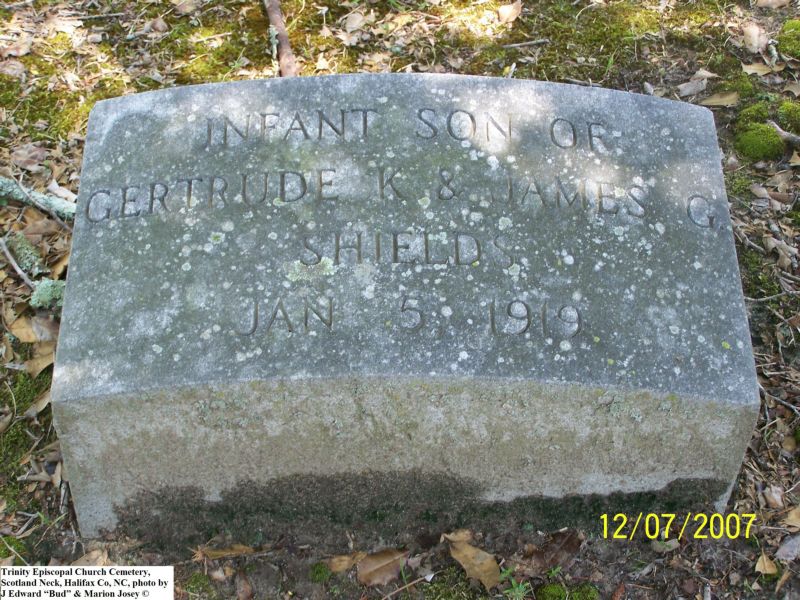 INFANT SON OF
GERTRUDE K & JAMES G.
SHIELDS
JAN 5, 1919
12/07/2007
Trinity Episcopal Church Cemetery,
Scotland Neck, Halifax Co, NC, photo by
J Edward “Bud” & Marion Josey ©